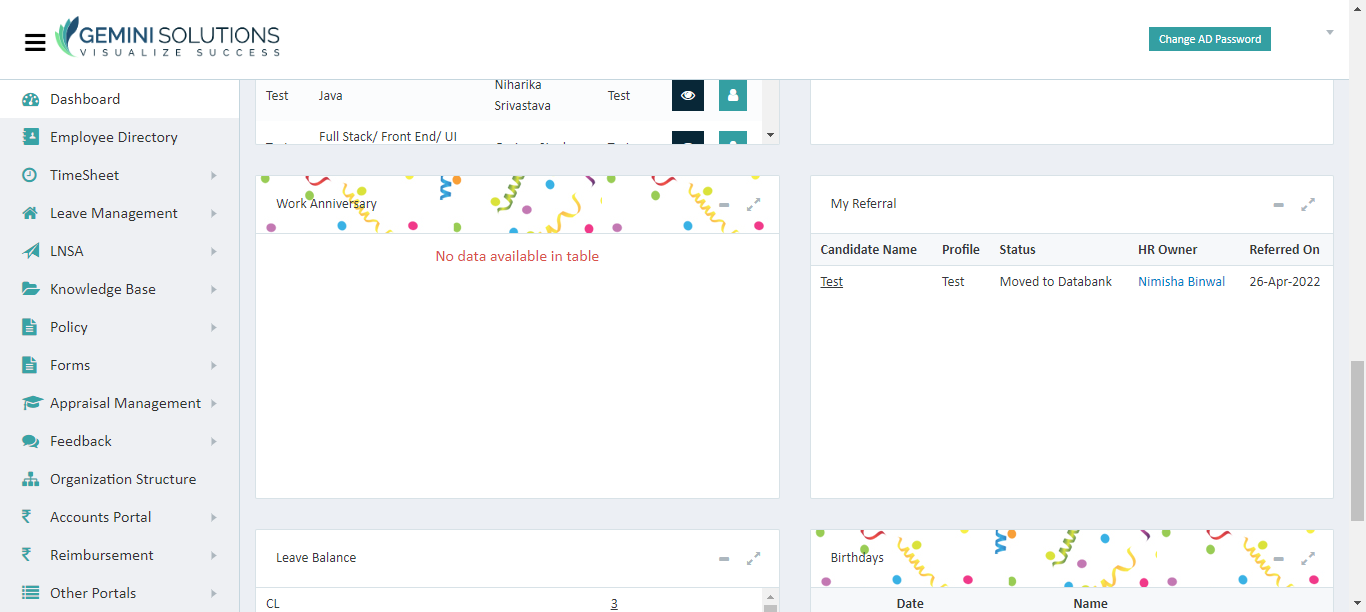 GEMINI SOLUTIONS
VISUALIZE SUCCESS
Change AD Password
Dashboard
Employee Directory
TimeSheet
Leave Management
LNSA
Knowledge Base
Policy
Forms
Appraisal Management
Feedback
Organization Structure
Accounts Portal
Reimbursement
Other Portals
Test Java Niharika Srivastava Test
Full Stack/ Front End/ UI
Work Anniversary
No data available in table
My Referral
Candidate Name Profile Status HR Owner Referred On
Test Test Moved to Databank Nimisha Binwal 26-Apr-2022
Leave Balance
CL 3
Birthdays
Date Name